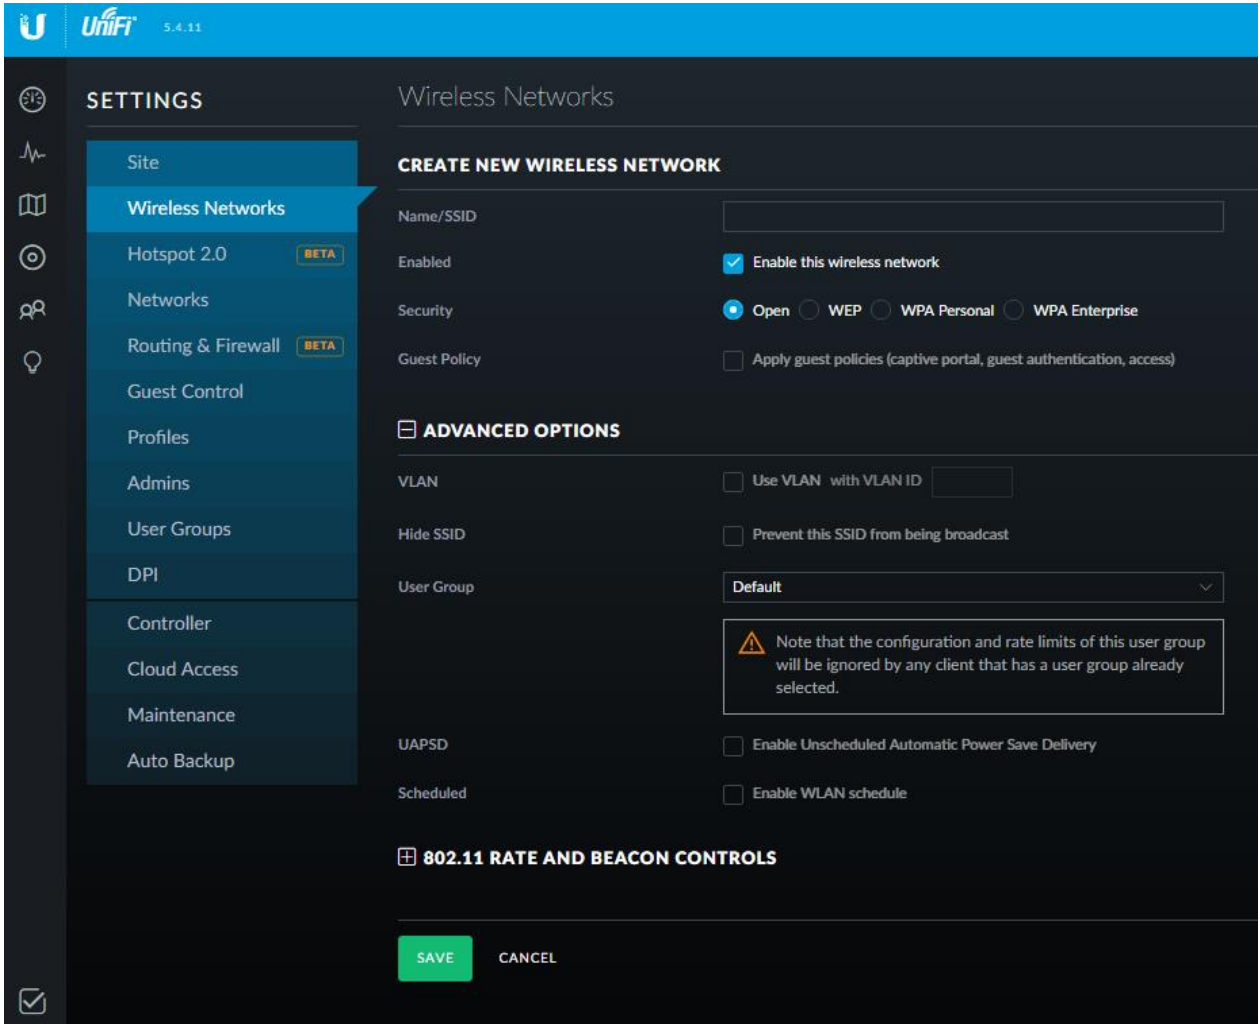 UniFi 5.4.11
SETTINGS
Site
Wireless Networks
Hotspot 2.0 BETA
Networks
Routing & Firewall BETA
Guest Control
Profiles
Admins
User Groups
DPI
Controller
Cloud Access
Maintenance
Auto Backup
Wireless Networks
CREATE NEW WIRELESS NETWORK
Name/SSID
Enabled Enable this wireless network
Security Open WEP WPA Personal WPA Enterprise
Guest Policy Apply guest policies (captive portal, guest authentication, access)
ADVANCED OPTIONS
VLAN Use VLAN with VLAN ID
Hide SSID Prevent this SSID from being broadcast
User Group Default
Note that the configuration and rate limits of this user group
will be ignored by any client that has a user group already
selected.
UAPSD Enable Unscheduled Automatic Power Save Delivery
Scheduled Enable WLAN schedule
802.11 RATE AND BEACON CONTROLS
SAVE CANCEL